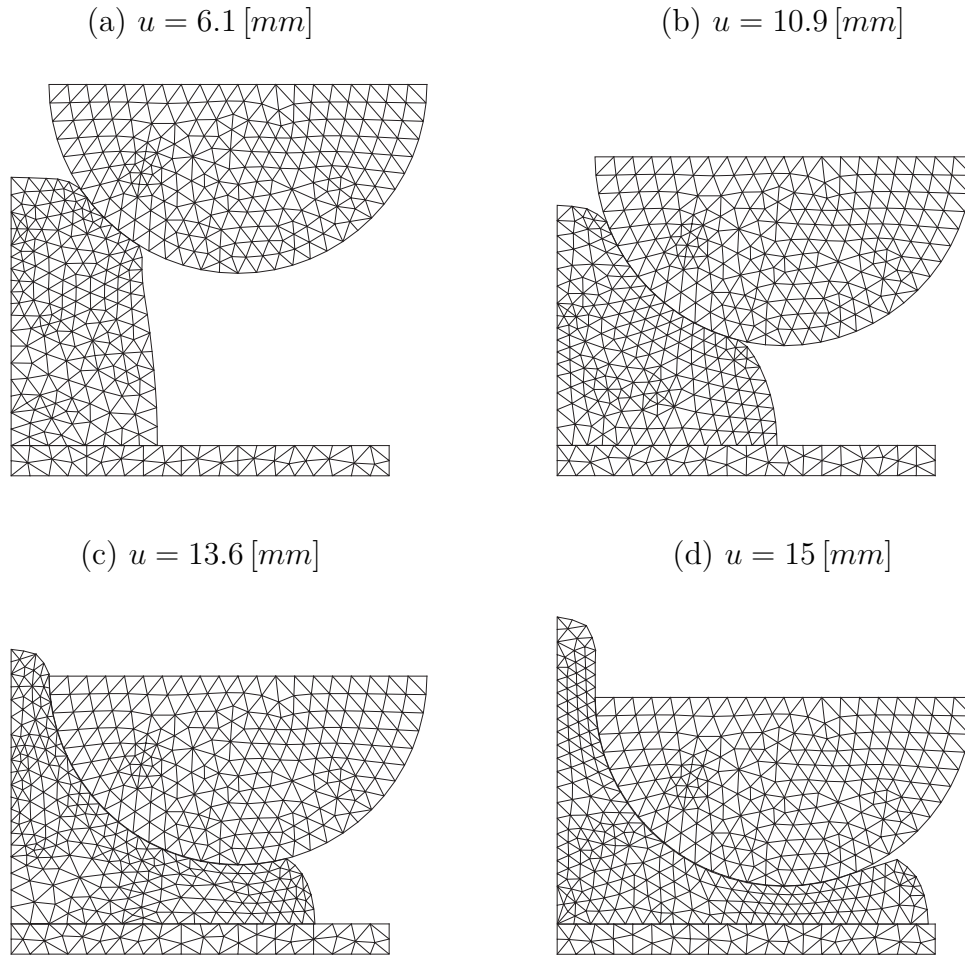 (a) u = 6.1 [mm]
(b) u = 10.9 [mm]
(c) u = 13.6 [mm]
(d) u = 15 [mm]